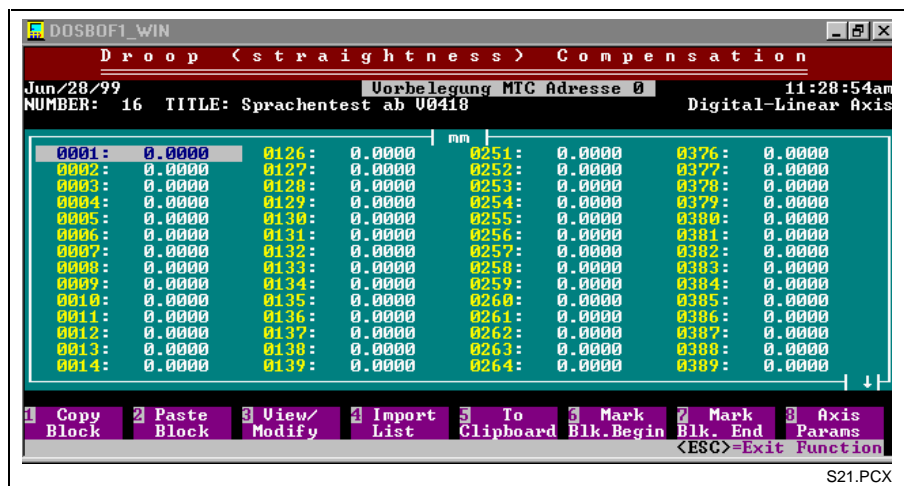 DOSBOF1_WIN
Droop (straightness) Compensation
Jun/28/99 Vorbelegung MTC Adresse 0 11:28:54am
NUMBER: 16 TITLE: Sprachentest ab V0418 Digital-Linear Axis
mm
0001: 0.0000 0126: 0.0000 0251: 0.0000 0376: 0.0000
0002: 0.0000 0127: 0.0000 0252: 0.0000 0377: 0.0000
0003: 0.0000 0128: 0.0000 0253: 0.0000 0378: 0.0000
0004: 0.0000 0129: 0.0000 0254: 0.0000 0379: 0.0000
0005: 0.0000 0130: 0.0000 0255: 0.0000 0380: 0.0000
0006: 0.0000 0131: 0.0000 0256: 0.0000 0381: 0.0000
0007: 0.0000 0132: 0.0000 0257: 0.0000 0382: 0.0000
0008: 0.0000 0133: 0.0000 0258: 0.0000 0383: 0.0000
0009: 0.0000 0134: 0.0000 0259: 0.0000 0384: 0.0000
0010: 0.0000 0135: 0.0000 0260: 0.0000 0385: 0.0000
0011: 0.0000 0136: 0.0000 0261: 0.0000 0386: 0.0000
0012: 0.0000 0137: 0.0000 0262: 0.0000 0387: 0.0000
0013: 0.0000 0138: 0.0000 0263: 0.0000 0388: 0.0000
0014: 0.0000 0139: 0.0000 0264: 0.0000 0389: 0.0000
1 Copy 2 Paste 3 View/ 4 Import 5 To 6 Mark 7 Mark 8 Axis
Block Block Modify List Clipboard Blk.Begin Blk. End Params
<ESC>=Exit Function
S21.PCX